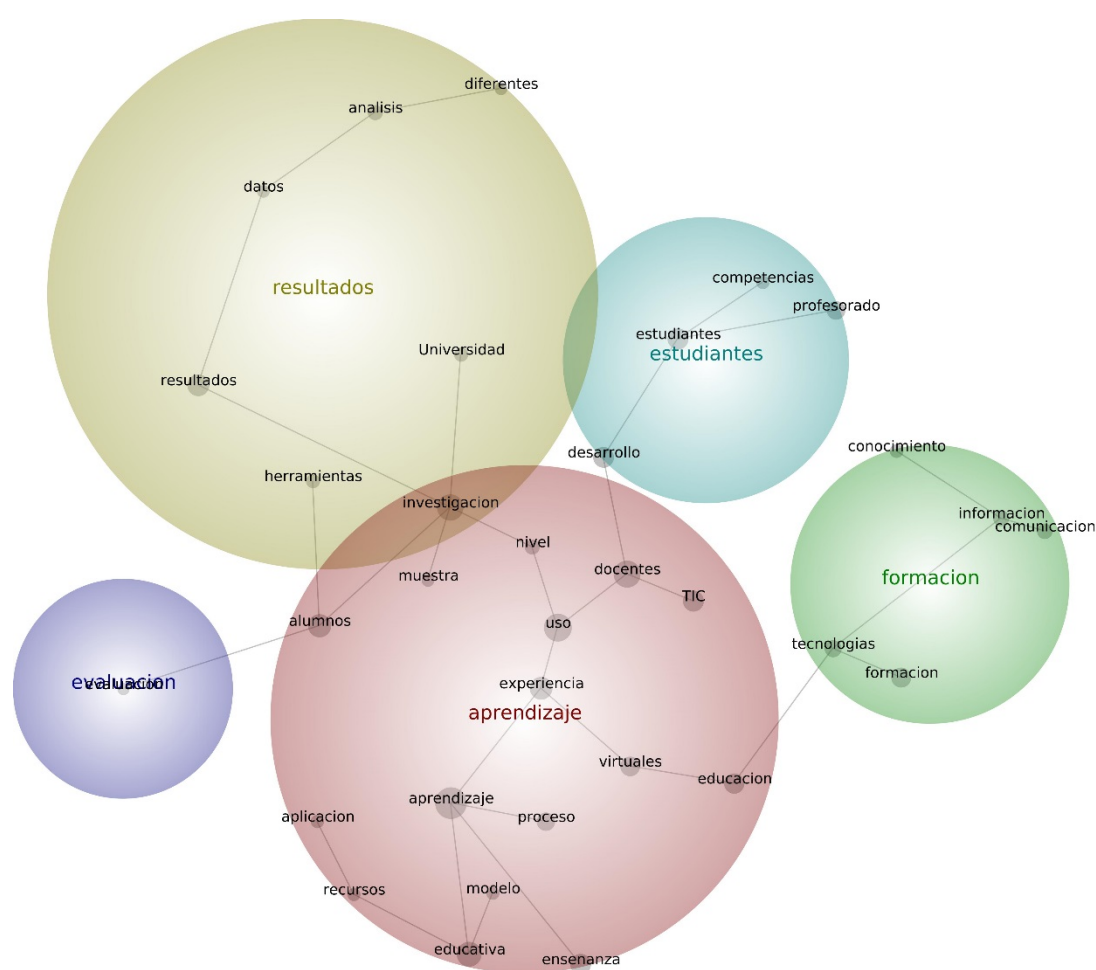 diferentes
analisis
datos
resultados
competencias
profesorado
estudiantes
estudiantes
Universidad
resultados
conocimiento
desarrollo
herramientas
investigacion
informacion
comunicacion
nivel
docentes
muestra
formacion
TIC
alumnos
uso
tecnologias
formacion
evaluacion
evaluacion
experiencia
aprendizaje
virtuales
educacion
aprendizaje
aplicacion
proceso
recursos
modelo
educativa
ensenanza